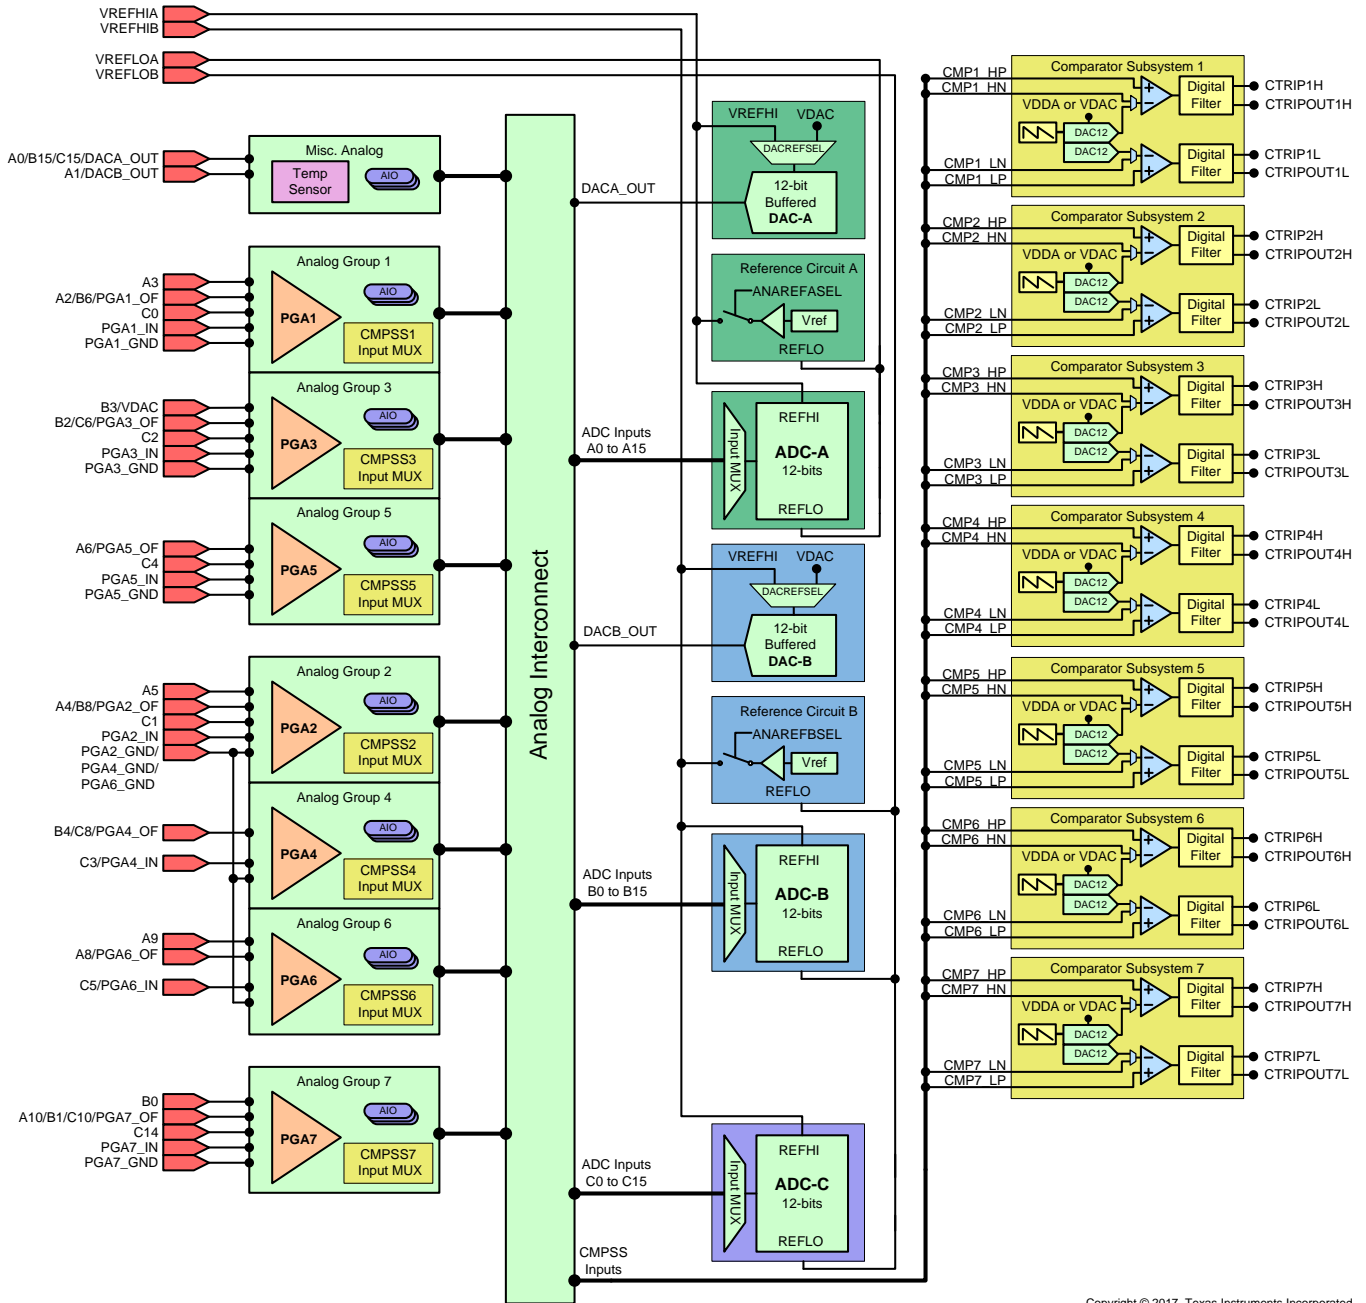 VREFHIA
VREFHIB
VREFLOA
VREFLOB
A0/B15/C15/DACA_OUT
A1/DACB_OUT
Misc. Analog
Temp
Sensor
AIO
A3
A2/B6/PGA1_OF
C0
PGA1_IN
PGA1_GND
Analog Group 1
PGA1
AIO
CMPSS1
Input MUX
B3/VDAC
B2/C6/PGA3_OF
C2
PGA3_IN
PGA3_GND
Analog Group 3
PGA3
AIO
CMPSS3
Input MUX
A6/PGA5_OF
C4
PGA5_IN
PGA5_GND
Analog Group 5
PGA5
AIO
CMPSS5
Input MUX
A5
A4/B8/PGA2_OF
C1
PGA2_IN
PGA2_GND/
PGA4_GND/
PGA6_GND
Analog Group 2
PGA2
AIO
CMPSS2
Input MUX
B4/C8/PGA4_OF
C3/PGA4_IN
Analog Group 4
PGA4
AIO
CMPSS4
Input MUX
A9
A8/PGA6_OF
C5/PGA6_IN
Analog Group 6
PGA6
AIO
CMPSS6
Input MUX
B0
A10/B1/C10/PGA7_OF
C14
PGA7_IN
PGA7_GND
Analog Group 7
PGA7
AIO
CMPSS7
Input MUX
Analog Interconnect
DACA_OUT
VREFHI
VDAC
DACREFSEL
12-bit
Buffered
DAC-A
Reference Circuit A
ANAREFASEL
Vref
REFLO
ADC Inputs
A0 to A15
Input MUX
REFHI
ADC-A
12-bits
REFLO
DACB_OUT
VREFHI
VDAC
DACREFSEL
12-bit
Buffered
DAC-B
Reference Circuit B
ANAREFBSEL
Vref
REFLO
ADC Inputs
B0 to B15
Input MUX
REFHI
ADC-B
12-bits
REFLO
ADC Inputs
C0 to C15
Input MUX
REFHI
ADC-C
12-bits
REFLO
CMPSS
Inputs
CMP1_HP
CMP1_HN
CMP1_LN
CMP1_LP
Comparator Subsystem 1
VDDA or VDAC
DAC12
DAC12
Digital
Filter
Digital
Filter
CTRIP1H
CTRIPOUT1H
CTRIP1L
CTRIPOUT1L
CMP2_HP
CMP2_HN
CMP2_LN
CMP2_LP
Comparator Subsystem 2
VDDA or VDAC
DAC12
DAC12
Digital
Filter
Digital
Filter
CTRIP2H
CTRIPOUT2H
CTRIP2L
CTRIPOUT2L
CMP3_HP
CMP3_HN
CMP3_LN
CMP3_LP
Comparator Subsystem 3
VDDA or VDAC
DAC12
DAC12
Digital
Filter
Digital
Filter
CTRIP3H
CTRIPOUT3H
CTRIP3L
CTRIPOUT3L
CMP4_HP
CMP4_HN
CMP4_LN
CMP4_LP
Comparator Subsystem 4
VDDA or VDAC
DAC12
DAC12
Digital
Filter
Digital
Filter
CTRIP4H
CTRIPOUT4H
CTRIP4L
CTRIPOUT4L
CMP5_HP
CMP5_HN
CMP5_LN
CMP5_LP
Comparator Subsystem 5
VDDA or VDAC
DAC12
DAC12
Digital
Filter
Digital
Filter
CTRIP5H
CTRIPOUT5H
CTRIP5L
CTRIPOUT5L
CMP6_HP
CMP6_HN
CMP6_LN
CMP6_LP
Comparator Subsystem 6
VDDA or VDAC
DAC12
DAC12
Digital
Filter
Digital
Filter
CTRIP6H
CTRIPOUT6H
CTRIP6L
CTRIPOUT6L
CMP7_HP
CMP7_HN
CMP7_LN
CMP7_LP
Comparator Subsystem 7
VDDA or VDAC
DAC12
DAC12
Digital
Filter
Digital
Filter
CTRIP7H
CTRIPOUT7H
CTRIP7L
CTRIPOUT7L
Copyright © 2017, Texas Instruments Incorporated